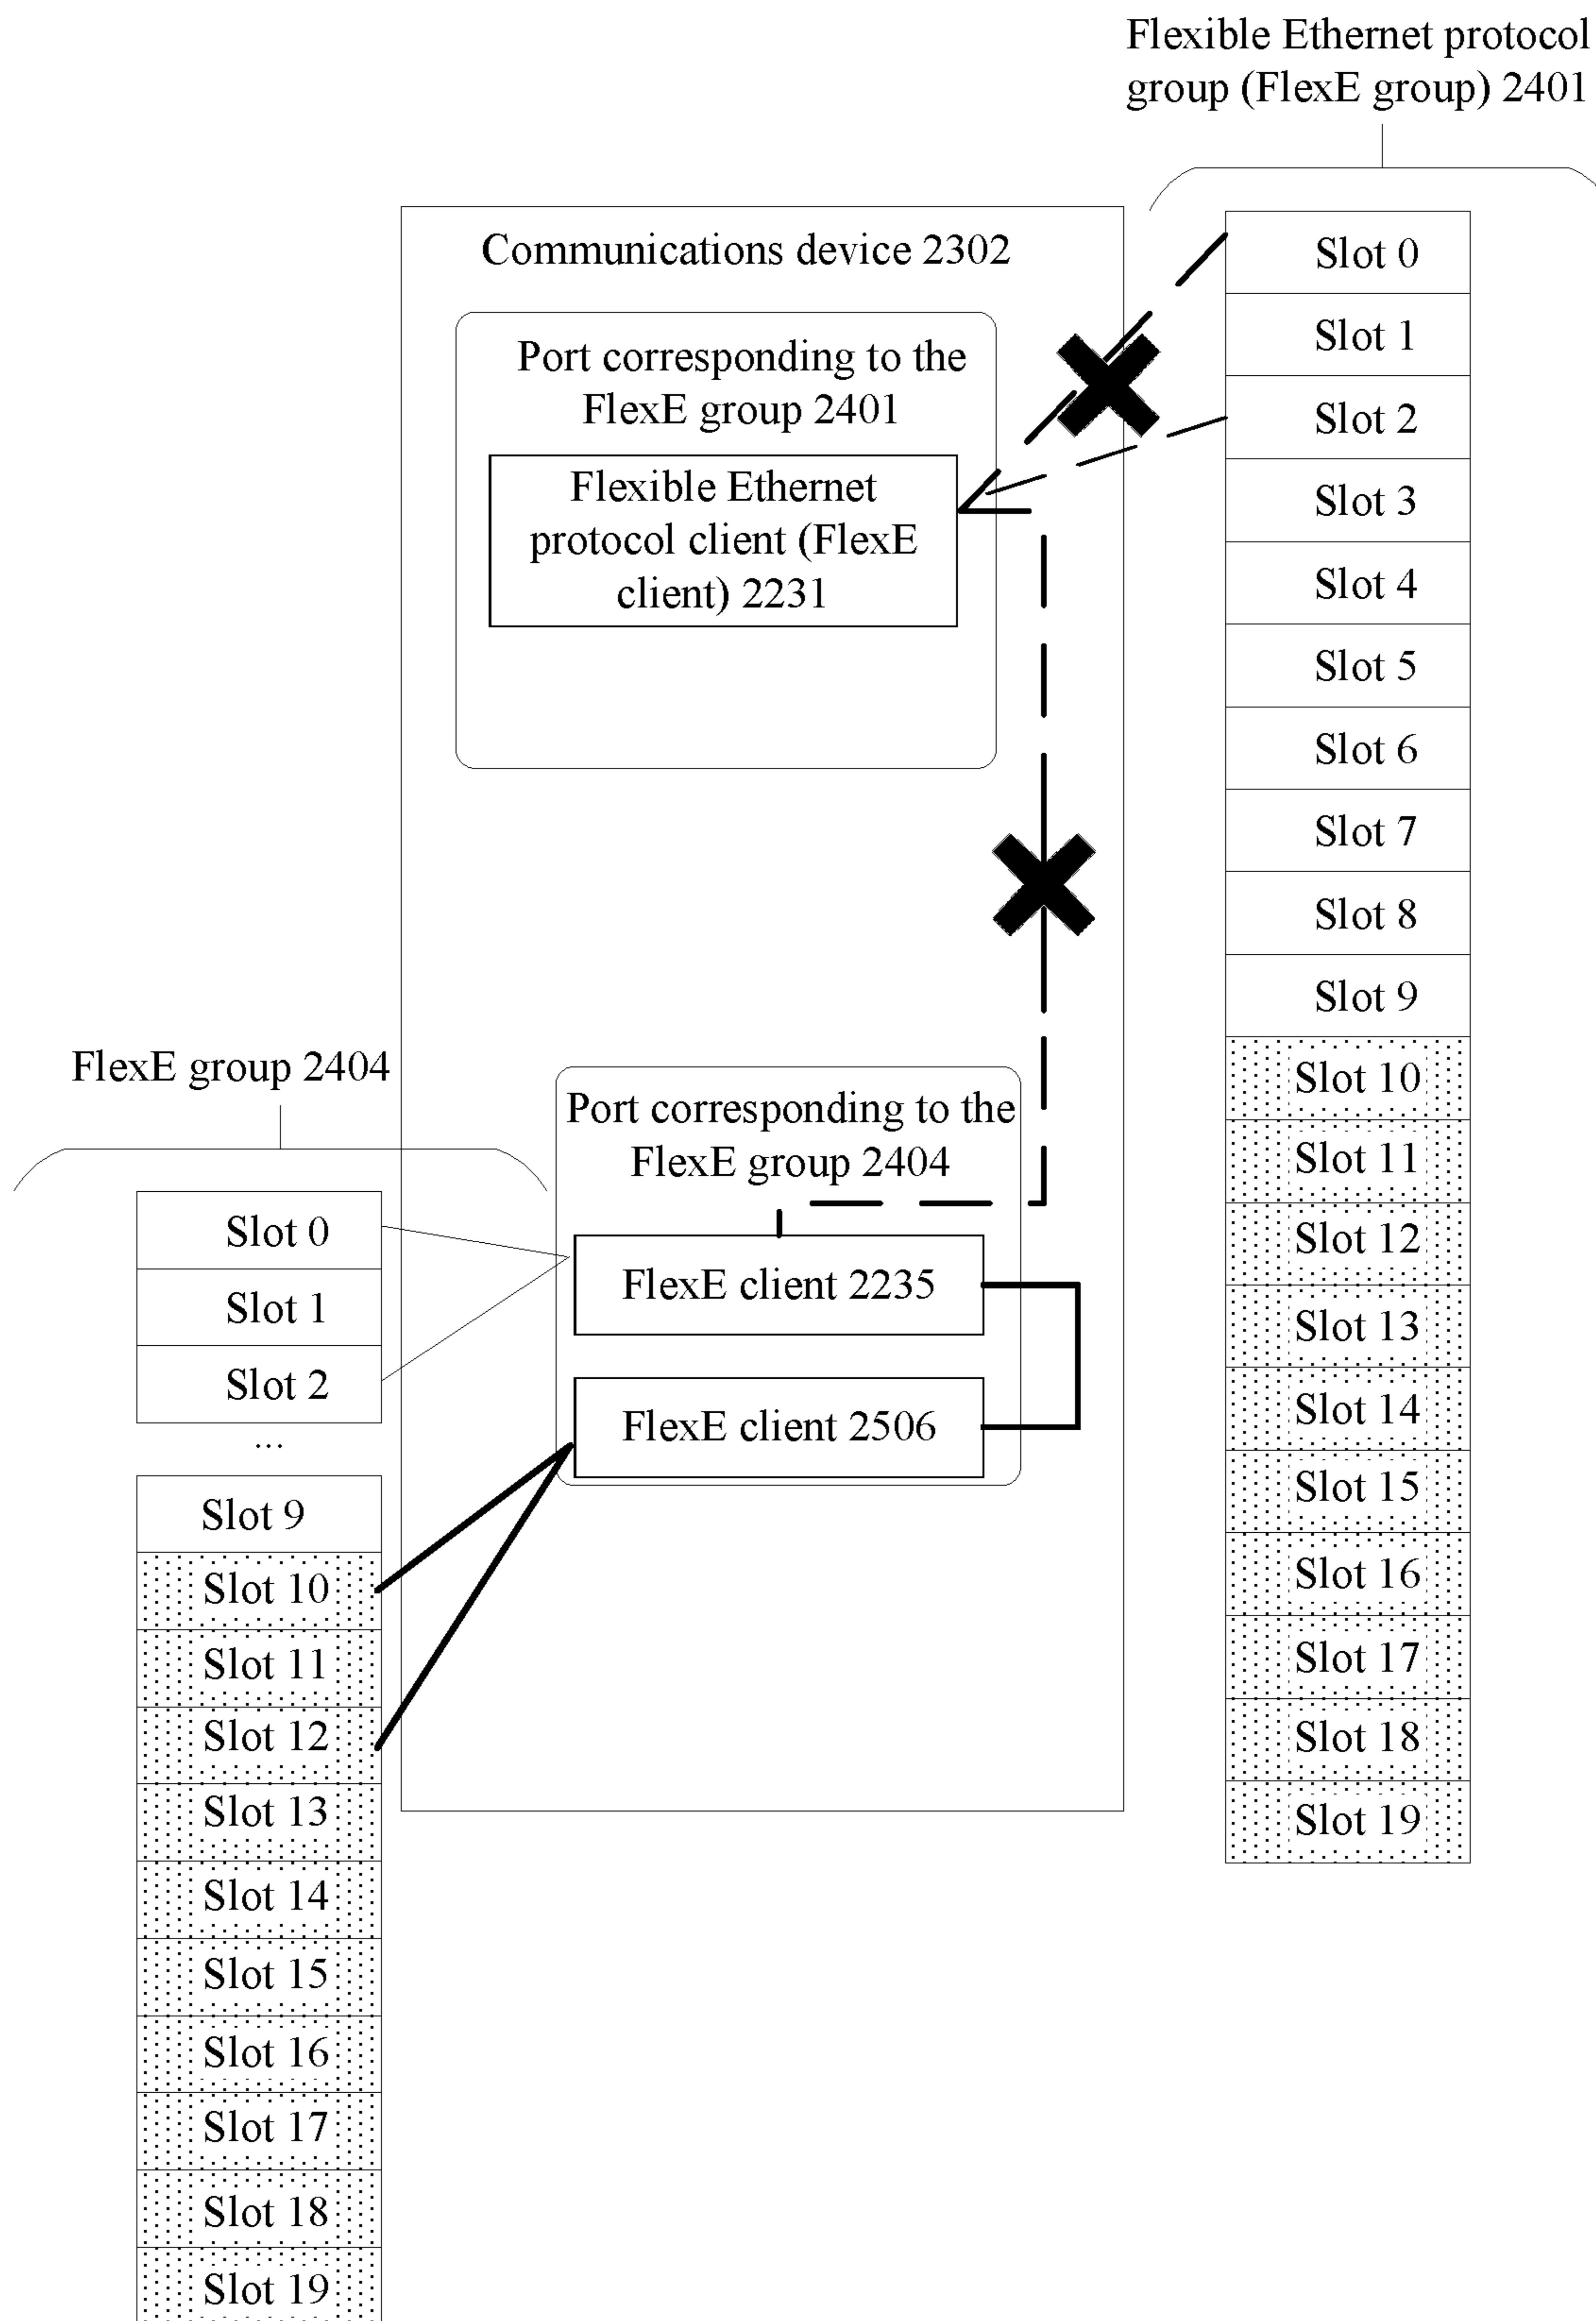 Flexible Ethernet protocol
group (FlexE group) 2401
Communications device 2302
Port corresponding to the
FlexE group 2401
Flexible Ethernet
protocol client (FlexE
client) 2231
Slot 0
Slot 1
Slot 2
Slot 3
Slot 4
Slot 5
Slot 6
Slot 7
Slot 8
Slot 9
Slot 10
Slot 11
Slot 12
Slot 13
Slot 14
Slot 15
Slot 16
Slot 17
Slot 18
Slot 19
FlexE group 2404
Port corresponding to the
FlexE group 2404
FlexE client 2235
FlexE client 2506
Slot 0
Slot 1
Slot 2
...
Slot 9
Slot 10
Slot 11
Slot 12
Slot 13
Slot 14
Slot 15
Slot 16
Slot 17
Slot 18
Slot 19